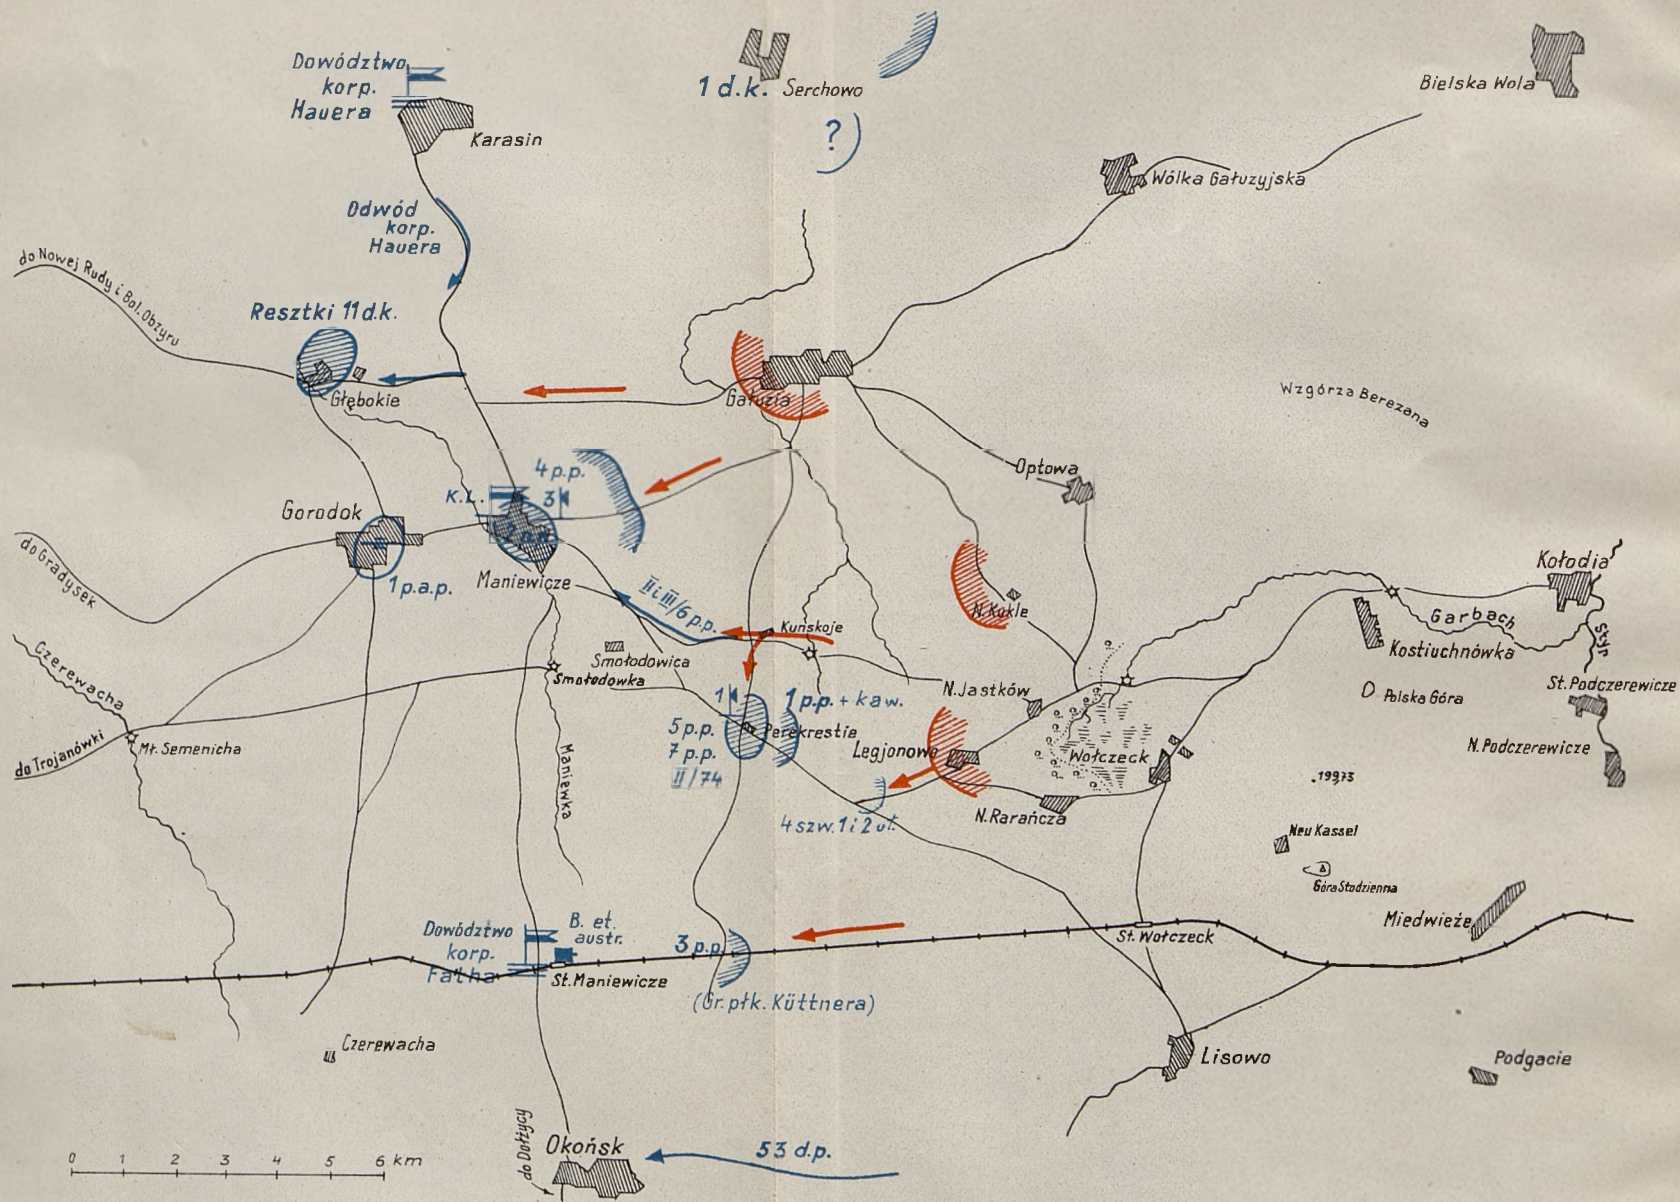 Dowództwo
korp.
Hauera
Karasin
1 d.k. Serchowo
?
Bielska Wola
Wólka Gałuzyjska
Odwód
korp.
Hauera
do Nowej Rudy i Bol. Obzyru
Resztki 11 d.k.
Głębokie
Gałuzia
Wzgórza Berezana
Optowa
4 p.p.
K.L.
3
2 p.p.
Gorodok
1 p.a.p.
Maniewicze
do Gradysek
II i III/6 p.p.
Kunskoje
N.Kukle
Kołodia
Garbach
Styr
Kostiuchnówka
Polska Góra
St.Podczerewicze
N.Podczerewicze
Czerewacha
Smołodowica
Smołodowka
N.Jastków
1
1 p.p. + kaw.
5 p.p.
7 p.p.
II/74
Perekrestie
Legjonowo
Wołczeck
do Trojanówki
Mł. Semenicha
Maniewka
4 szw. 1 i 2 uł.
N.Rarańcza
.199,73
Neu Kassel
Góra Stodzienna
Miedwieże
Dowództwo
korp.
Fatha
B. et.
austr.
St.Maniewicze
3 p.p.
(Gr. płk. Küttnera)
St.Wołczeck
Czerewacha
Lisowo
Podgacie
do Dołżycy
Okońsk
53 d.p.
0 1 2 3 4 5 6 km